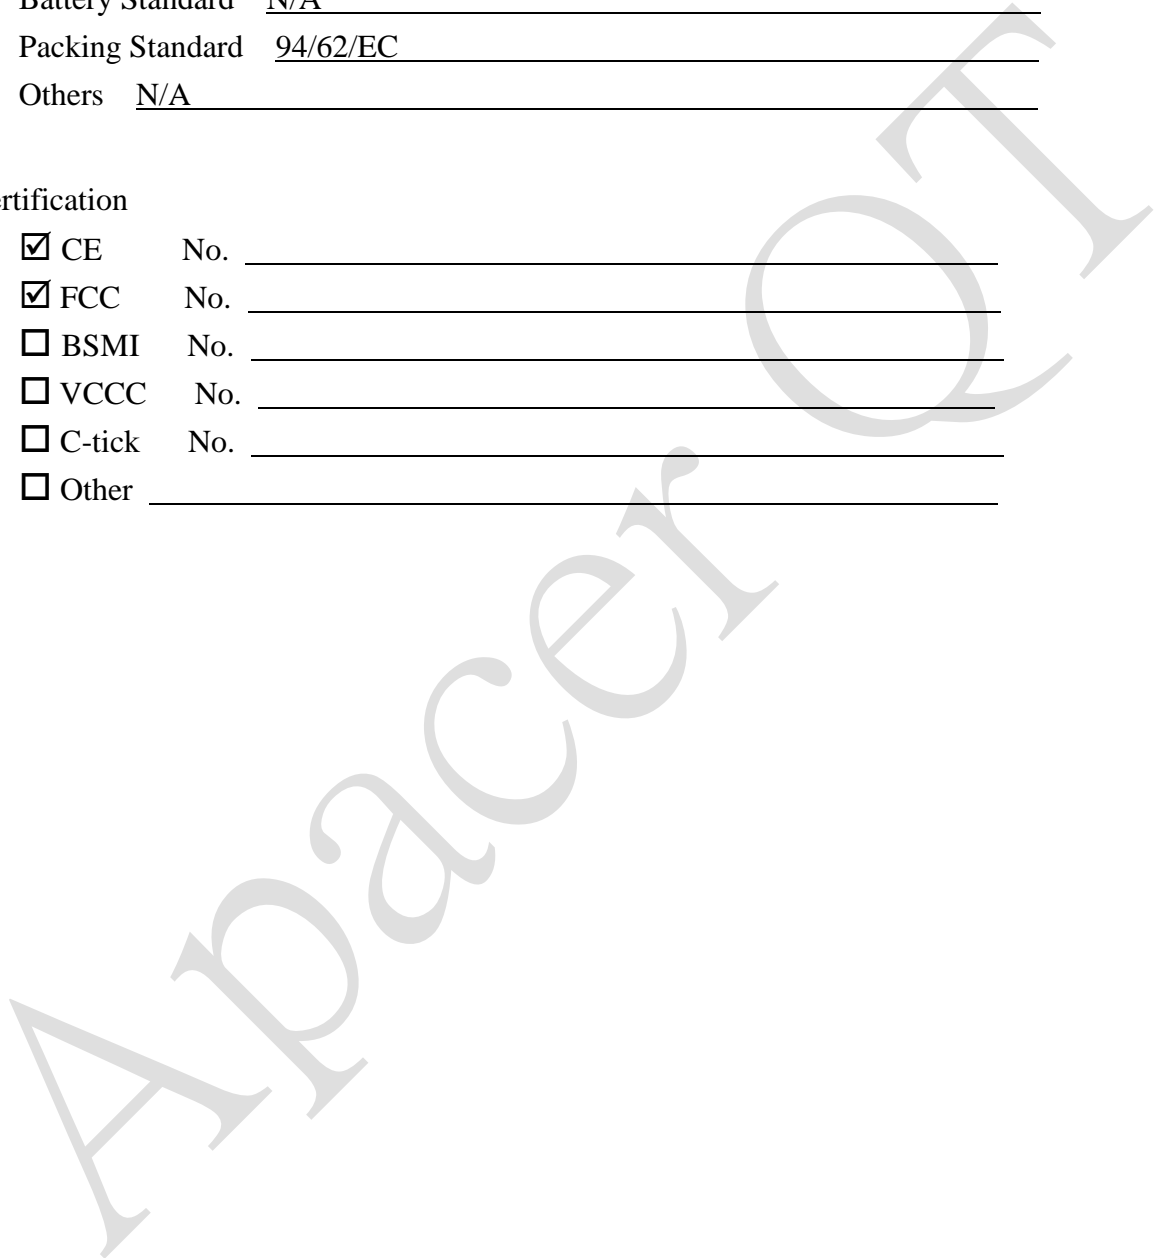 Battery Standard N/A
Packing Standard 94/62/EC
Others N/A
ertification
☑ CE No.
☑ FCC No.
☐ BSMI No.
☐ VCCC No.
☐ C-tick No.
☐ Other
Apacer QT